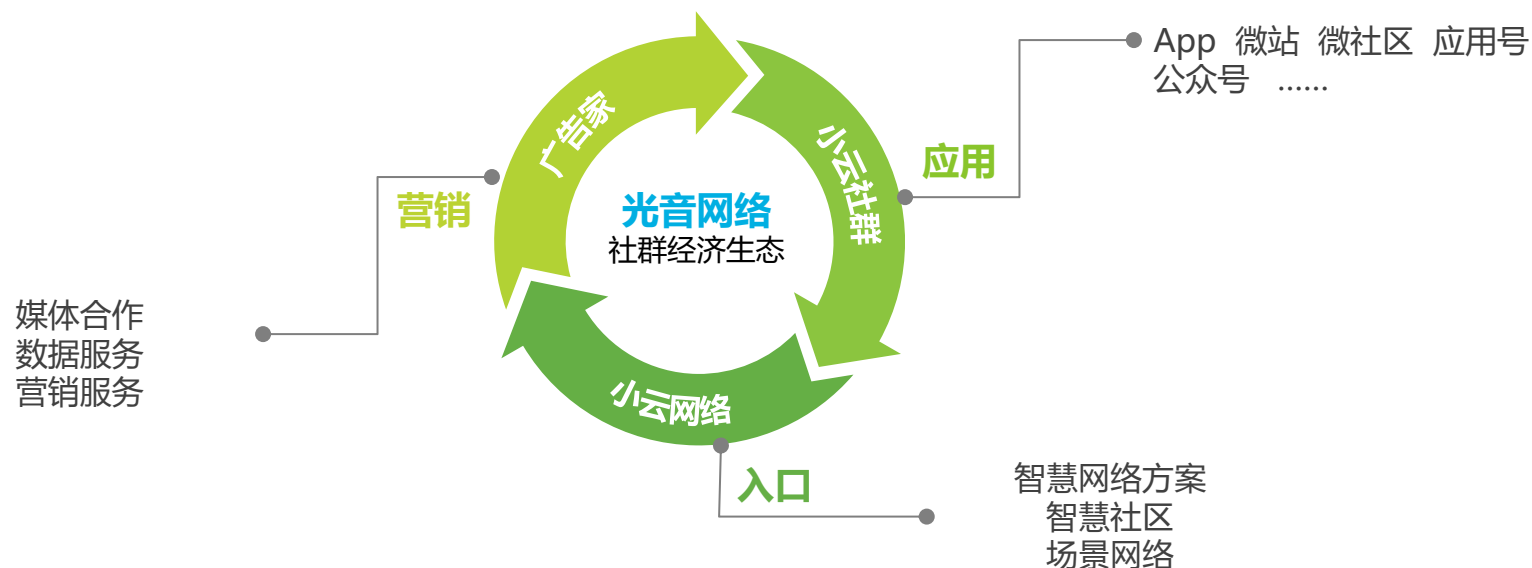 App 微站 微社区 应用号
公众号 ……
应用
小云社群
广告家
营销
光音网络
社群经济生态
媒体合作
数据服务
营销服务
小云网络
入口
智慧网络方案
智慧社区
场景网络